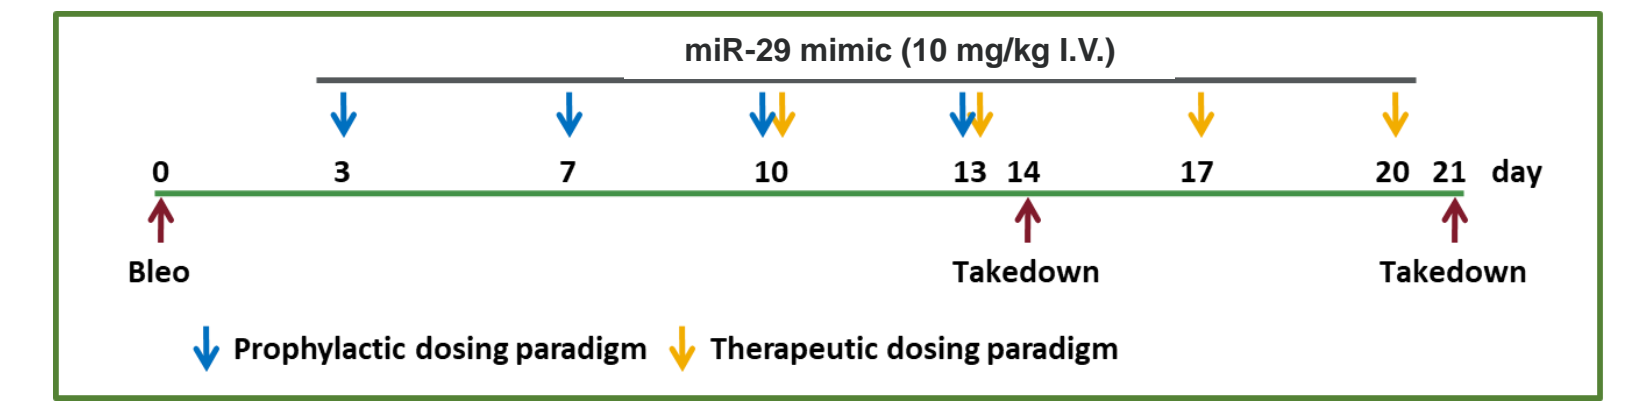 miR-29 mimic (10 mg/kg I.V.)
0 3 7 10 13 14 17 20 21 day
Bleo Takedown Takedown
Prophylactic dosing paradigm Therapeutic dosing paradigm